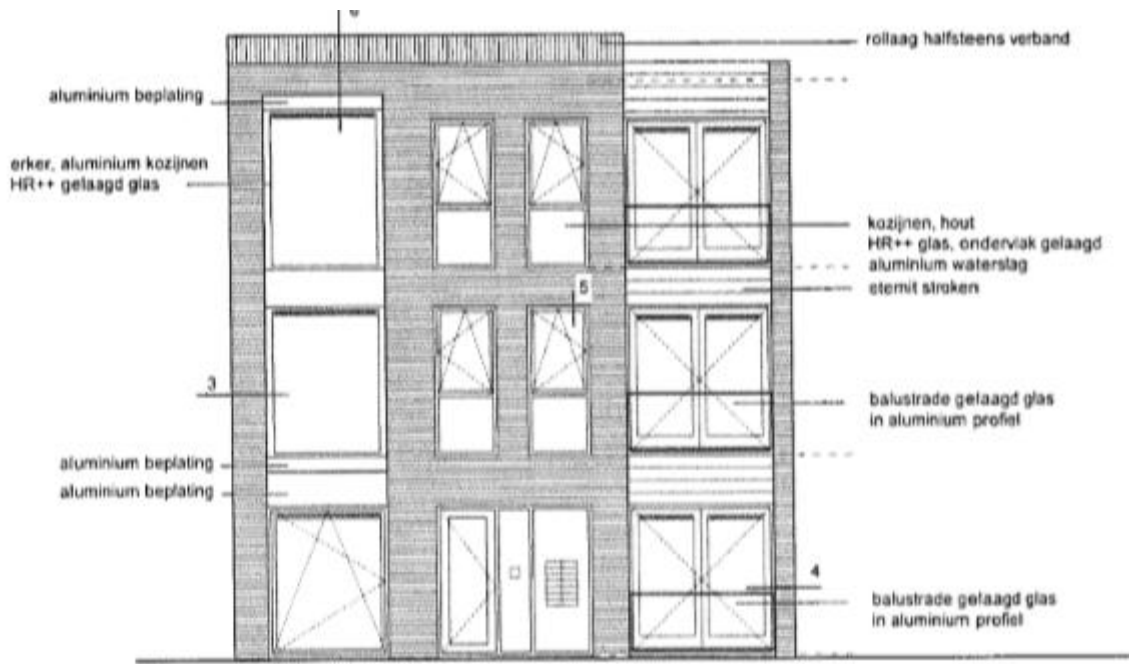 rollaag halfsteens verband
aluminium beplating
erker, aluminium kozijnen
HR++ gelaagd glas
kozijnen, hout
HR++ glas, ondervlak gelaagd
aluminium waterslag
eternit stroken
5
3
balustrade gelaagd glas
in aluminium profiel
aluminium beplating
aluminium beplating
4
balustrade gelaagd glas
in aluminium profiel